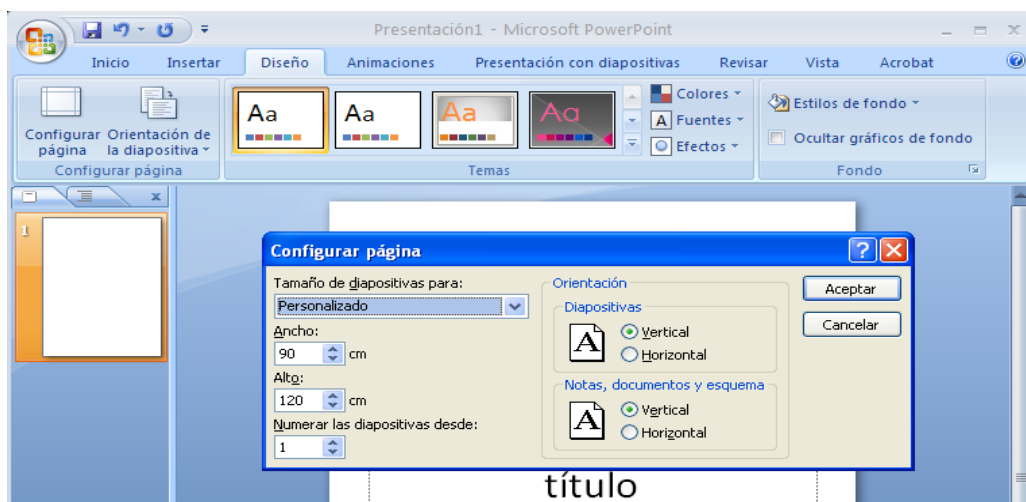 Presentación1 - Microsoft PowerPoint
Inicio Insertar Diseño Animaciones Presentación con diapositivas Revisar Vista Acrobat
Configurar página
Orientación de la diapositiva
Configurar página
Aa Aa Aa Aa
Temas
Colores
Fuentes
Efectos
Estilos de fondo
Ocultar gráficos de fondo
Fondo
1
Configurar página
Tamaño de diapositivas para:
Personalizado
Ancho:
90 cm
Alto:
120 cm
Numerar las diapositivas desde:
1
Orientación
Diapositivas
A
Vertical
Horizontal
Notas, documentos y esquema
A
Vertical
Horizontal
Aceptar
Cancelar
título